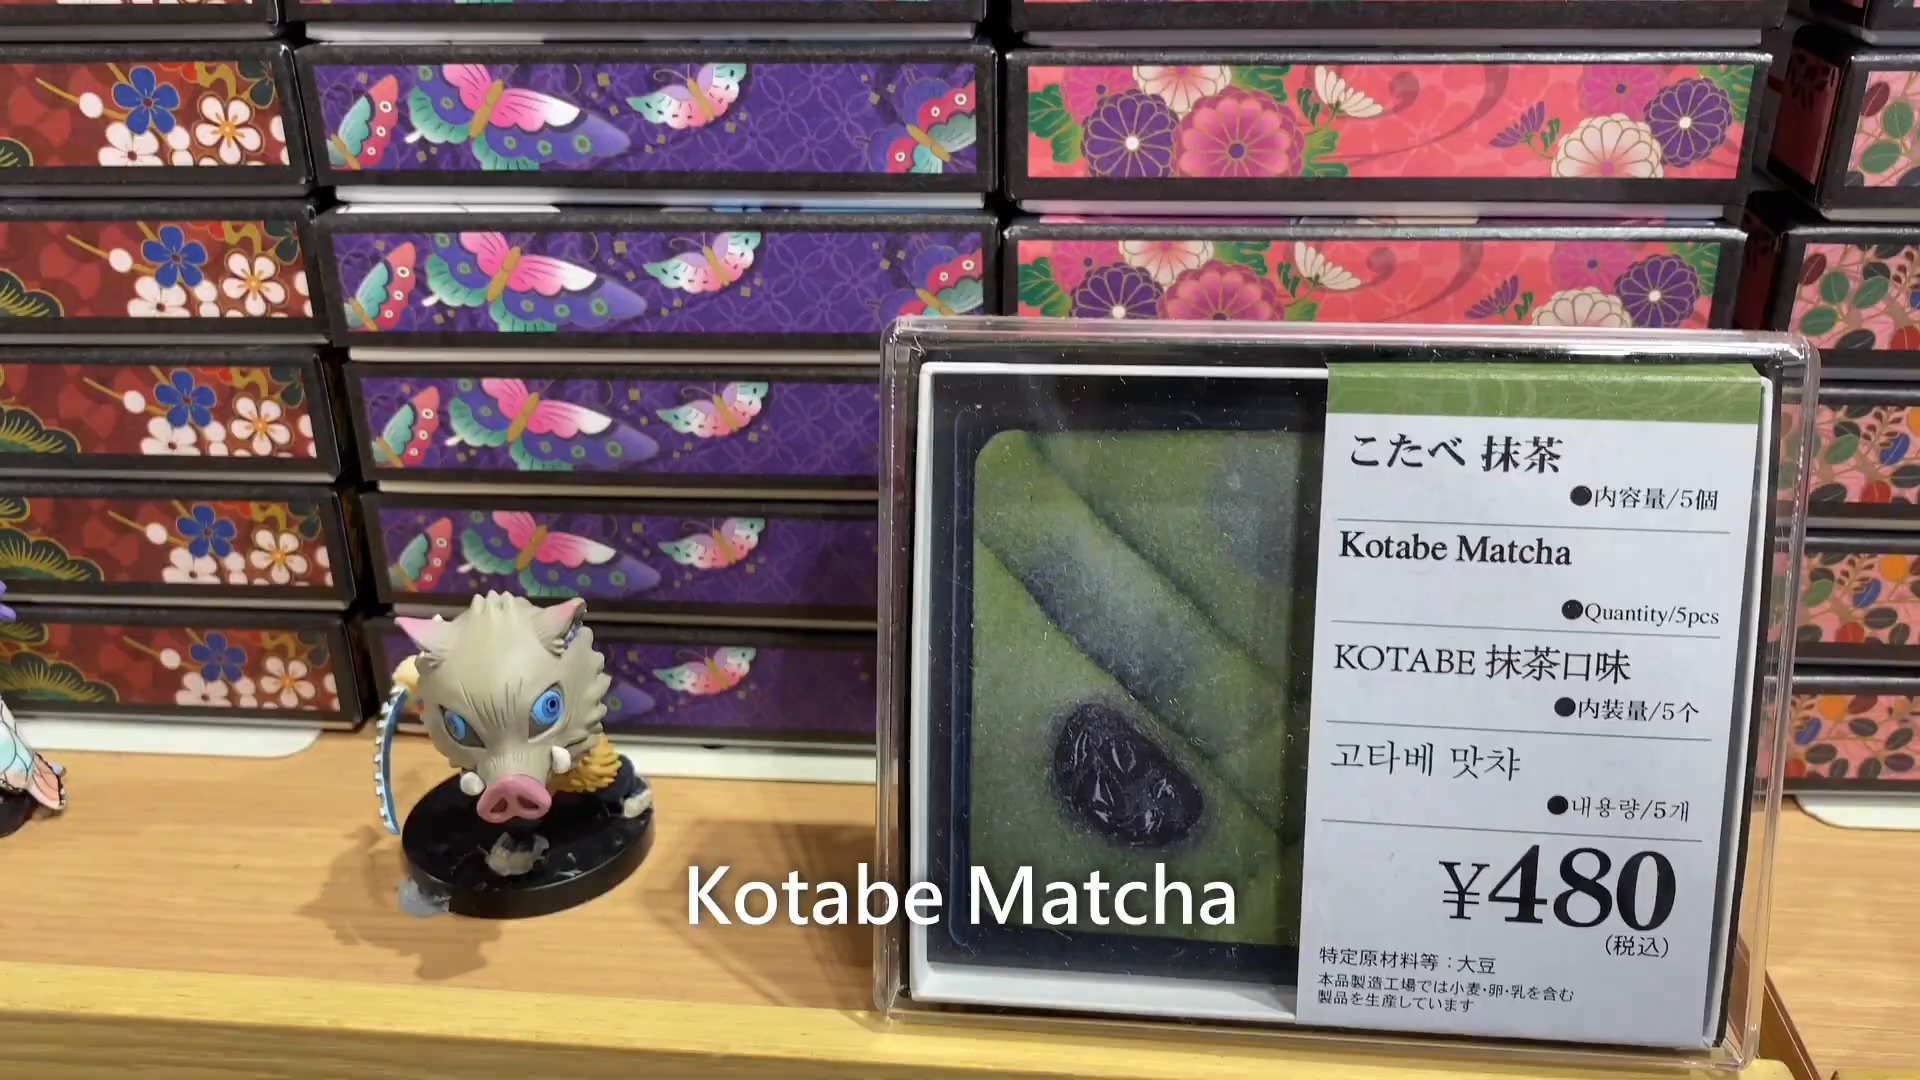 こたべ 抹茶
●内容量/5個
Kotabe Matcha
●Quantity/5pcs
KOTABE 抹茶口味
●内装量/5个
고타베 맛챠
●내용량/5개
¥480
(税込)
特定原材料等：大豆
本品製造工場では小麦・卵・乳を含む
製品を生産しています
Kotabe Matcha